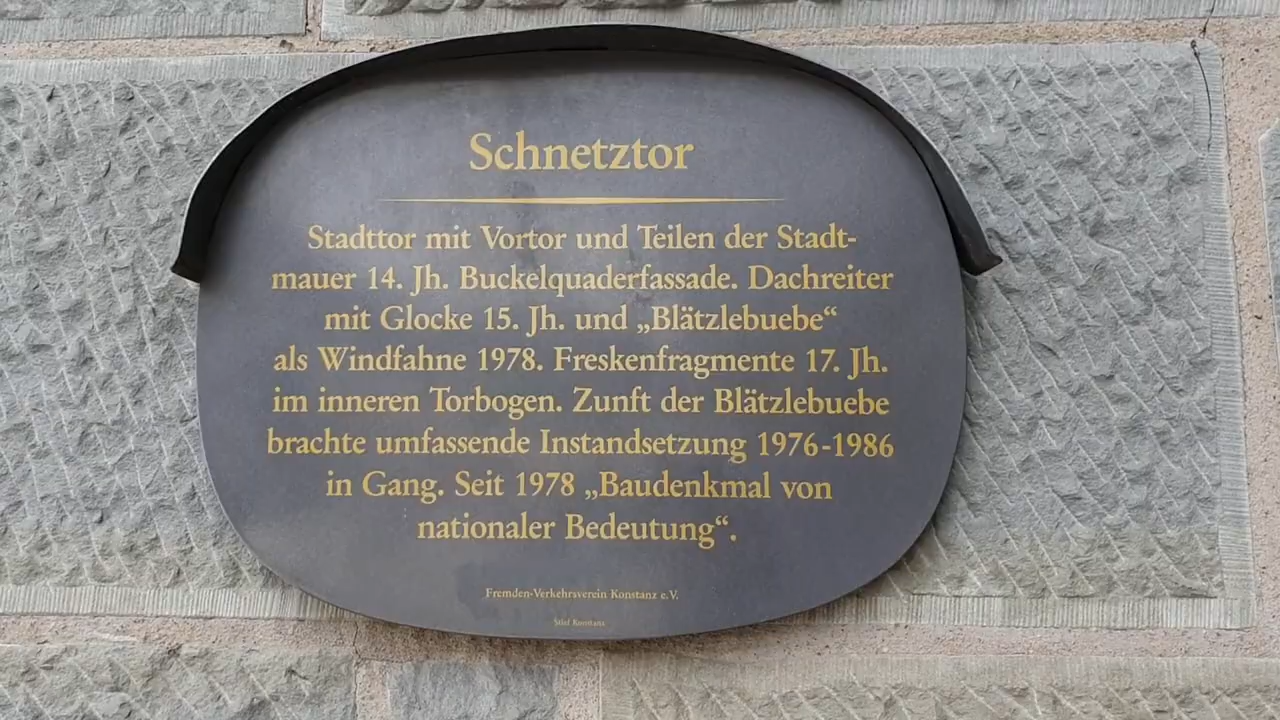 Schnetztor
Stadttor mit Vortor und Teilen der Stadt-
mauer 14. Jh. Buckelquaderfassade. Dachreiter
mit Glocke 15. Jh. und „Blätzlebuebe“
als Windfahne 1978. Freskenfragmente 17. Jh.
im inneren Torbogen. Zunft der Blätzlebuebe
brachte umfassende Instandsetzung 1976-1986
in Gang. Seit 1978 „Baudenkmal von
nationaler Bedeutung“.
Fremden-Verkehrsverein Konstanz e.V.